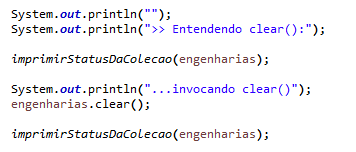 System.out.println("");
System.out.println(">> Entendendo clear():");
imprimirStatusDaColecao(engenharias);
System.out.println("...invocando clear()");
engenharias.clear();
imprimirStatusDaColecao(engenharias);